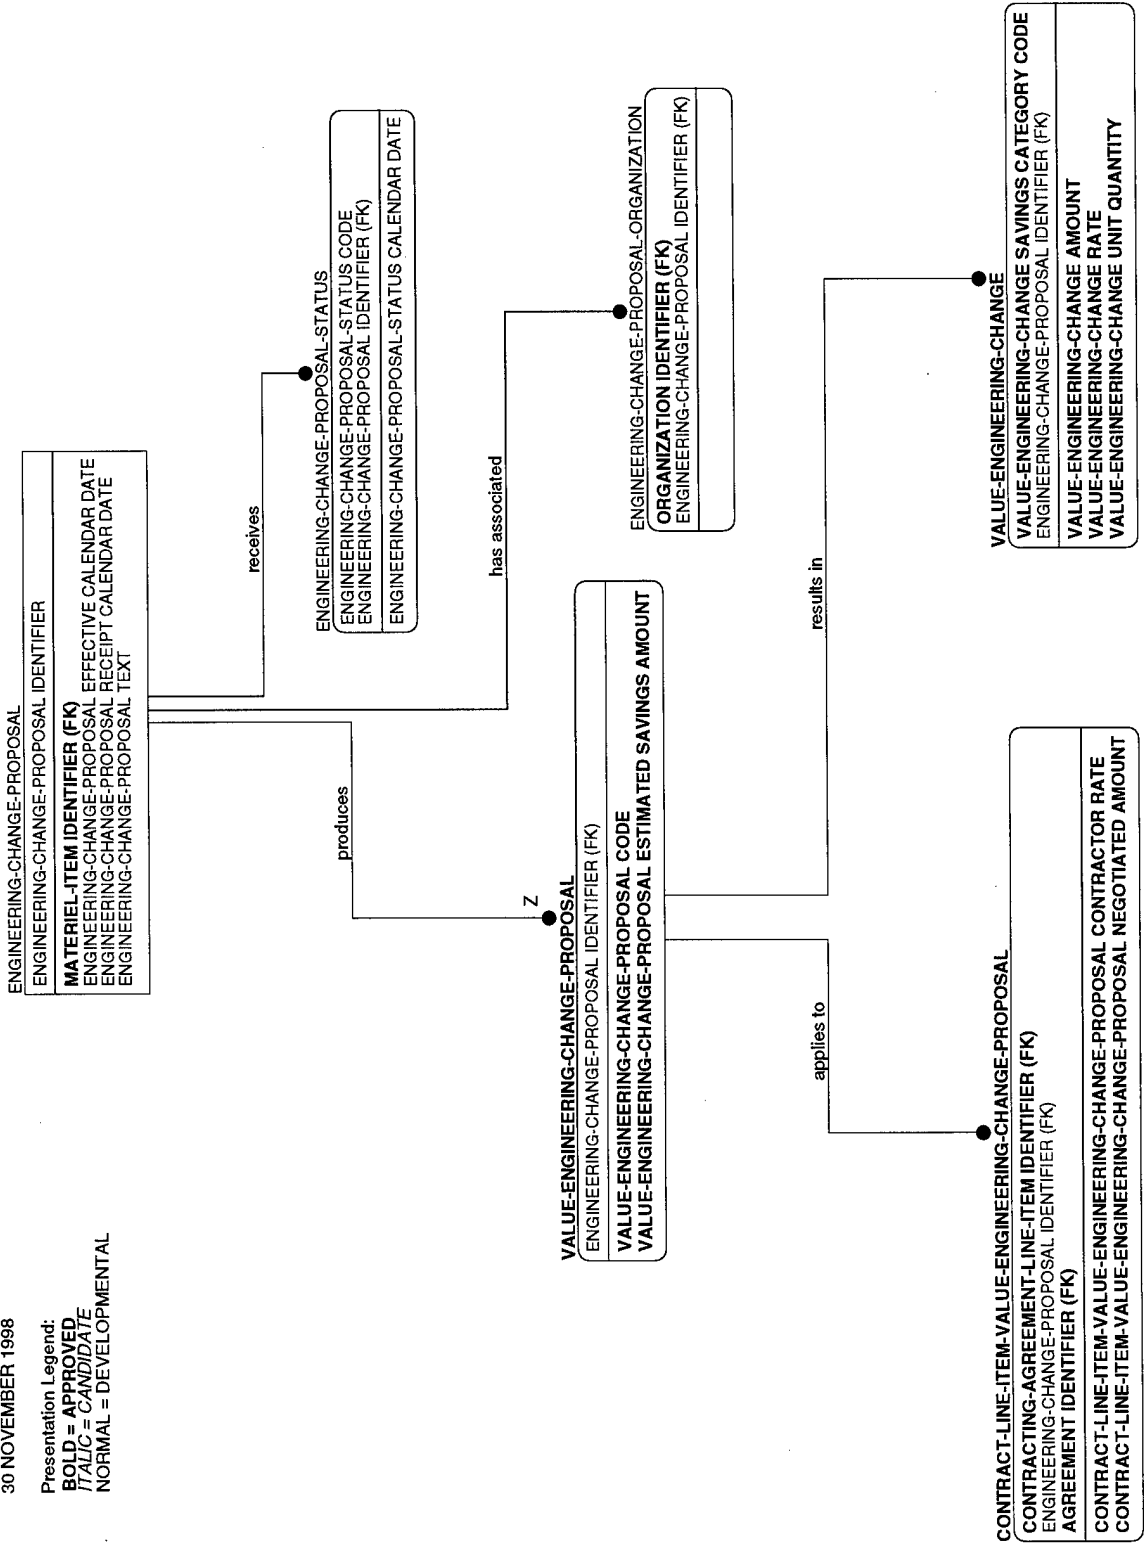 30 NOVEMBER 1998
Presentation Legend:
BOLD = APPROVED
ITALIC = CANDIDATE
NORMAL = DEVELOPMENTAL
ENGINEERING-CHANGE-PROPOSAL
ENGINEERING-CHANGE-PROPOSAL IDENTIFIER
MATERIEL-ITEM IDENTIFIER (FK)
ENGINEERING-CHANGE-PROPOSAL EFFECTIVE CALENDAR DATE
ENGINEERING-CHANGE-PROPOSAL RECEIPT CALENDAR DATE
ENGINEERING-CHANGE-PROPOSAL TEXT
receives
ENGINEERING-CHANGE-PROPOSAL-STATUS
ENGINEERING-CHANGE-PROPOSAL-STATUS CODE
ENGINEERING-CHANGE-PROPOSAL IDENTIFIER (FK)
ENGINEERING-CHANGE-PROPOSAL-STATUS CALENDAR DATE
produces
Z
has associated
VALUE-ENGINEERING-CHANGE-PROPOSAL
ENGINEERING-CHANGE-PROPOSAL IDENTIFIER (FK)
VALUE-ENGINEERING-CHANGE-PROPOSAL CODE
VALUE-ENGINEERING-CHANGE-PROPOSAL ESTIMATED SAVINGS AMOUNT
ENGINEERING-CHANGE-PROPOSAL-ORGANIZATION
ORGANIZATION IDENTIFIER (FK)
ENGINEERING-CHANGE-PROPOSAL IDENTIFIER (FK)
applies to
results in
CONTRACT-LINE-ITEM-VALUE-ENGINEERING-CHANGE-PROPOSAL
CONTRACTING-AGREEMENT-LINE-ITEM IDENTIFIER (FK)
ENGINEERING-CHANGE-PROPOSAL IDENTIFIER (FK)
AGREEMENT IDENTIFIER (FK)
CONTRACT-LINE-ITEM-VALUE-ENGINEERING-CHANGE-PROPOSAL CONTRACTOR RATE
CONTRACT-LINE-ITEM-VALUE-ENGINEERING-CHANGE-PROPOSAL NEGOTIATED AMOUNT
VALUE-ENGINEERING-CHANGE
VALUE-ENGINEERING-CHANGE SAVINGS CATEGORY CODE
ENGINEERING-CHANGE-PROPOSAL IDENTIFIER (FK)
VALUE-ENGINEERING-CHANGE AMOUNT
VALUE-ENGINEERING-CHANGE RATE
VALUE-ENGINEERING-CHANGE UNIT QUANTITY